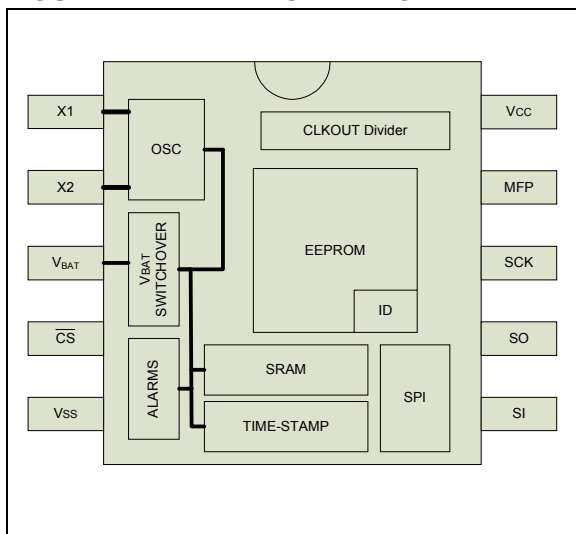 X1
X2
VBAT
CS
Vss
OSC
VBAT
SWITCHOVER
ALARMS
CLKOUT Divider
EEPROM
ID
SRAM
TIME-STAMP
SPI
Vcc
MFP
SCK
SO
SI